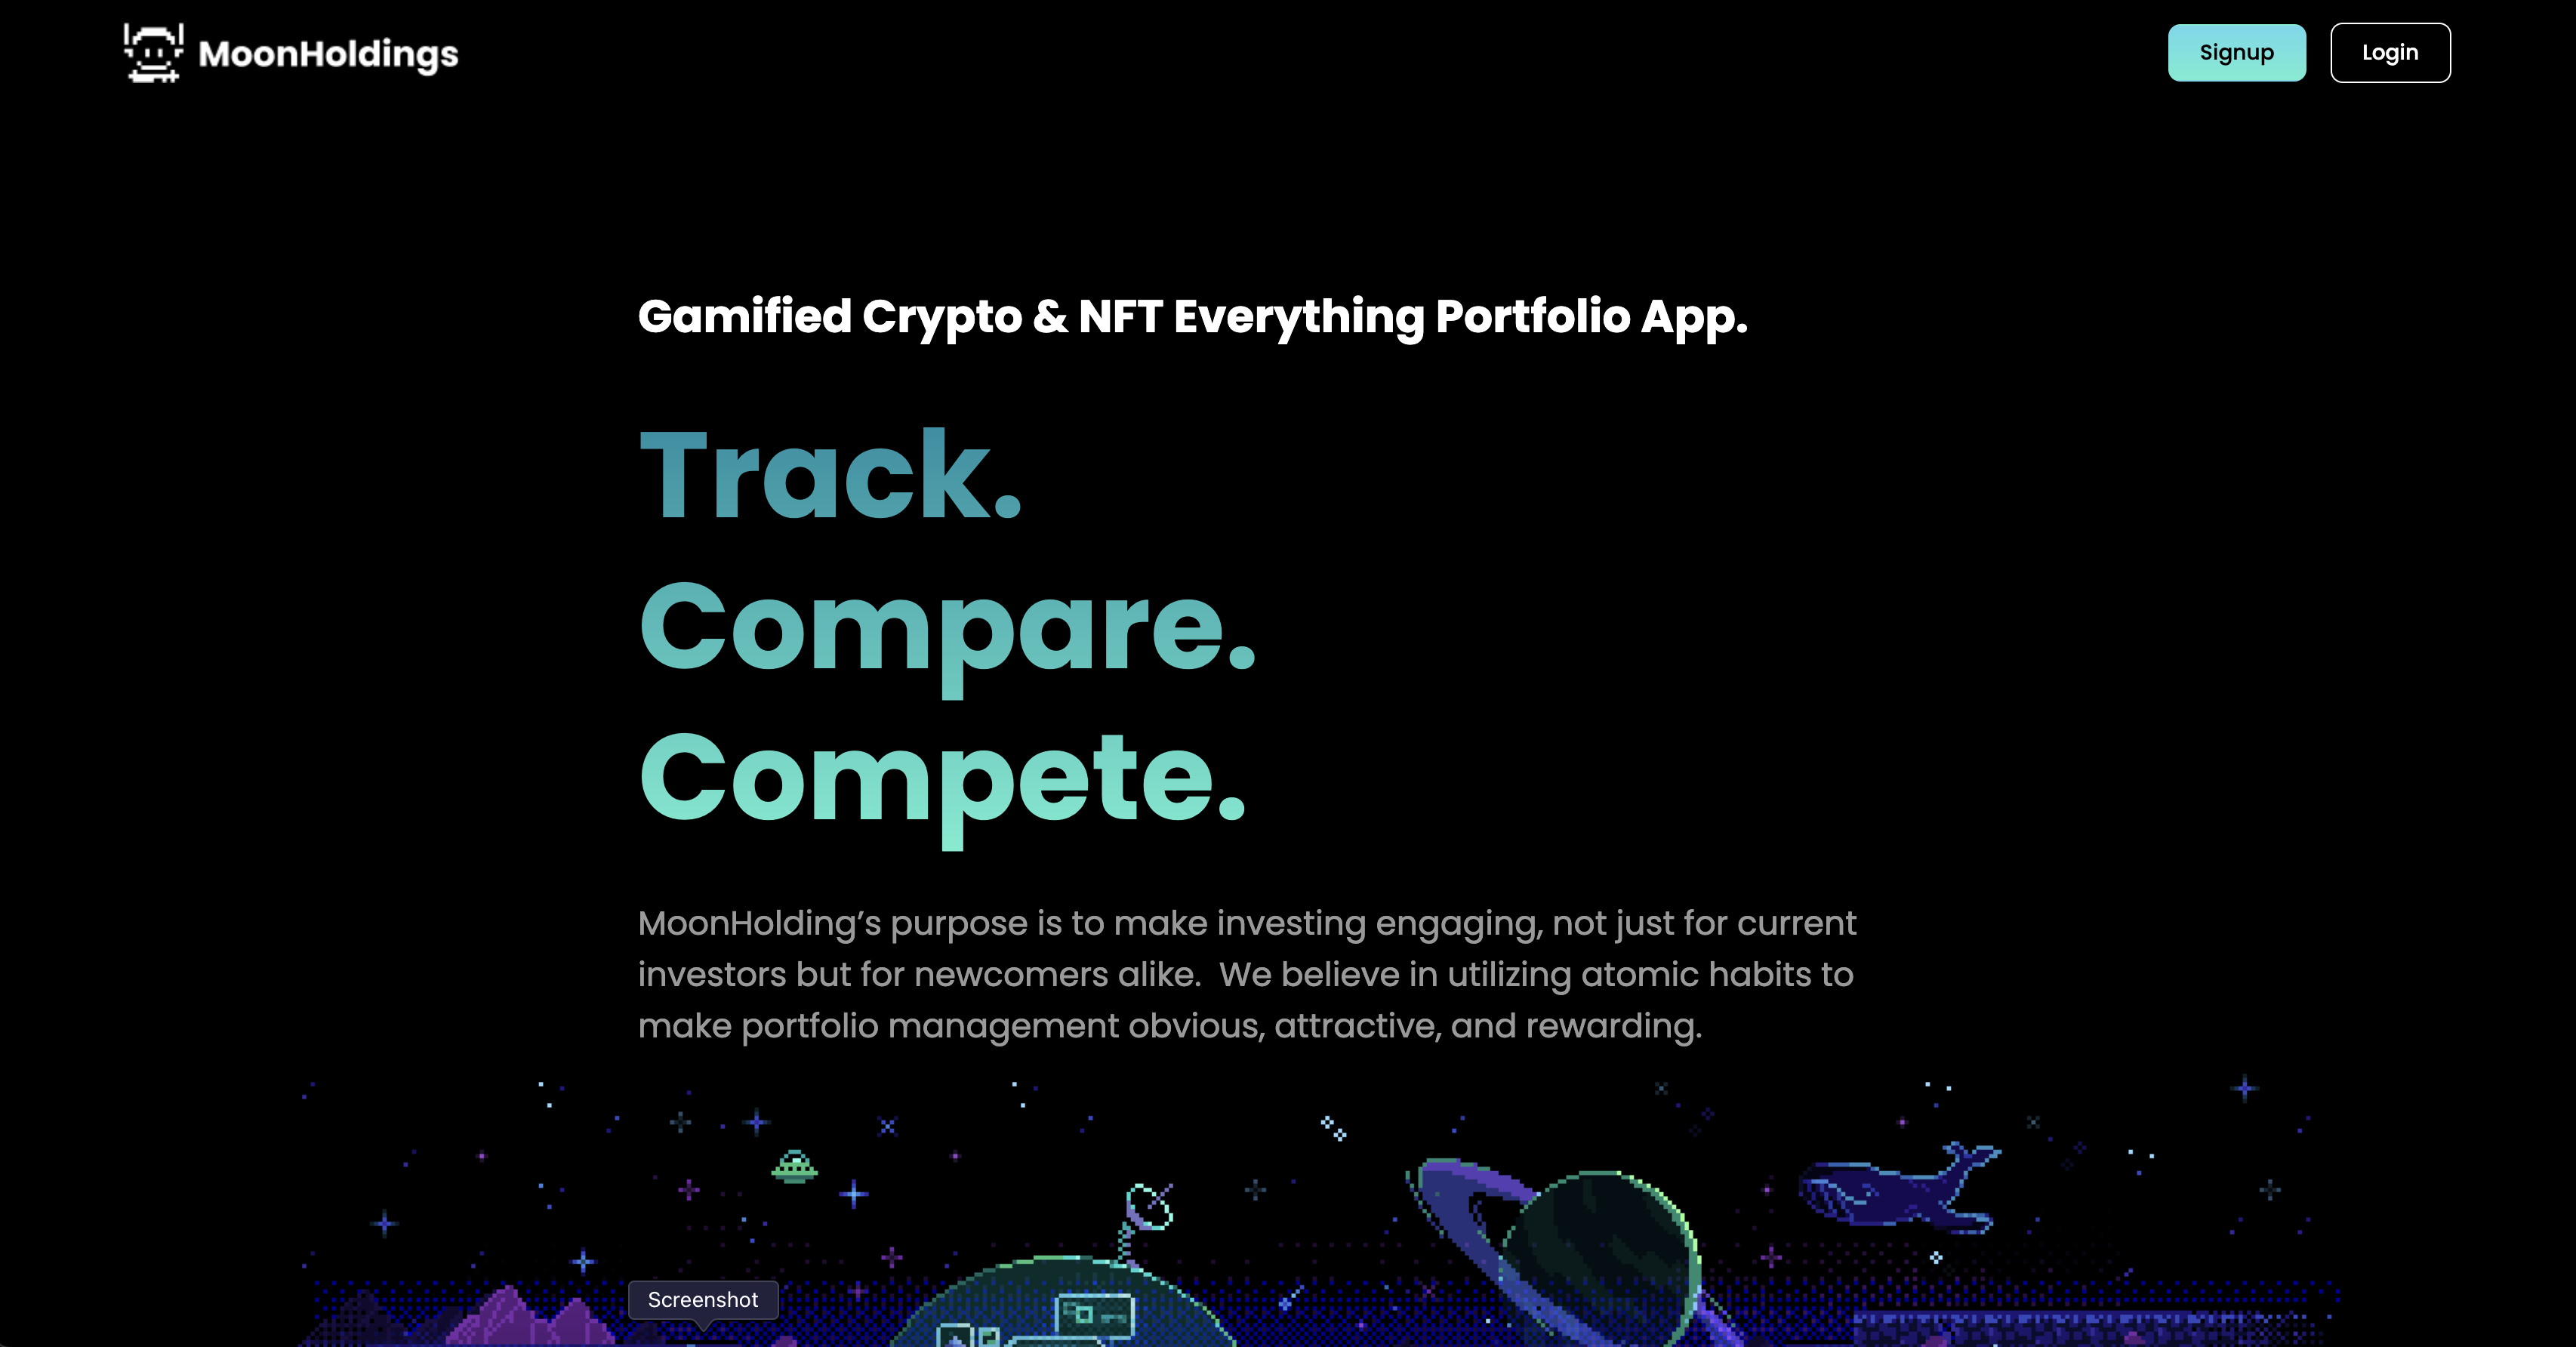 MoonHoldings
Signup
Login
Gamified Crypto & NFT Everything Portfolio App.
Track.
Compare.
Compete.
MoonHolding’s purpose is to make investing engaging, not just for current
investors but for newcomers alike.  We believe in utilizing atomic habits to
make portfolio management obvious, attractive, and rewarding.
Screenshot